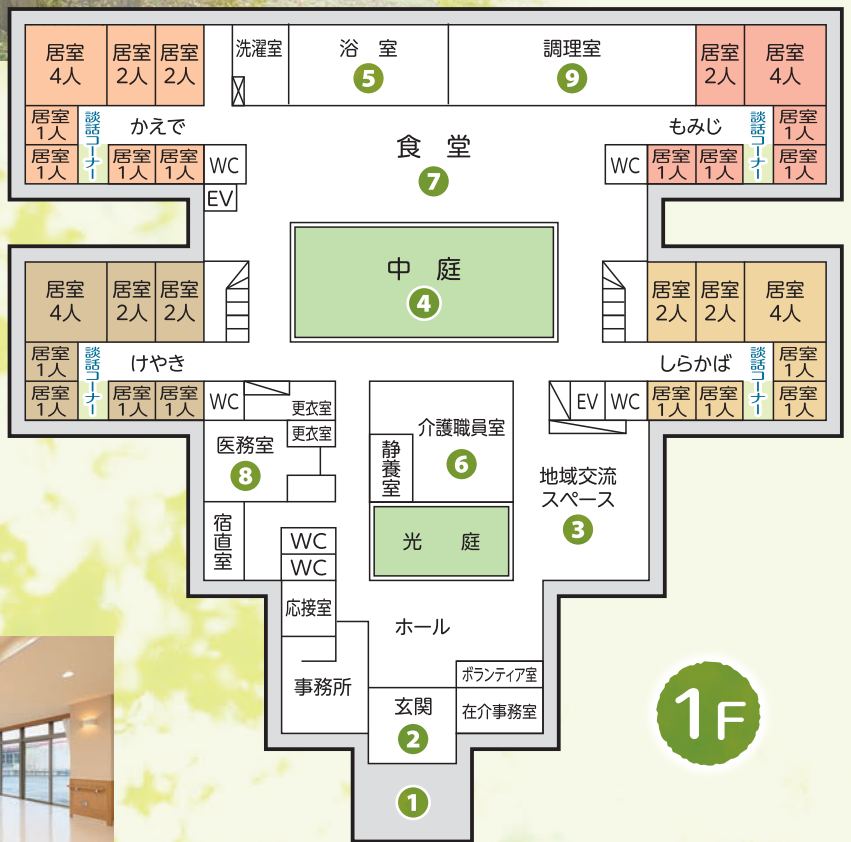 居室
4人
居室
2人
居室
2人
洗濯室
浴 室
5
調理室
9
居室
2人
居室
4人
居室
1人
談話コーナー
かえで
居室
1人
居室
1人
居室
1人
WC
EV
食 堂
7
もみじ
談話コーナー
居室
1人
WC
居室
1人
居室
1人
居室
1人
中 庭
4
居室
4人
居室
2人
居室
2人
居室
2人
居室
2人
居室
4人
居室
1人
談話コーナー
けやき
居室
1人
居室
1人
居室
1人
WC
更衣室
更衣室
しらかば
談話コーナー
居室
1人
EV
WC
居室
1人
居室
1人
居室
1人
医務室
8
静養室
介護職員室
6
地域交流
スペース
3
宿直室
WC
WC
光 庭
応接室
ホール
事務所
ボランティア室
玄関
2
在介事務室
1
1F